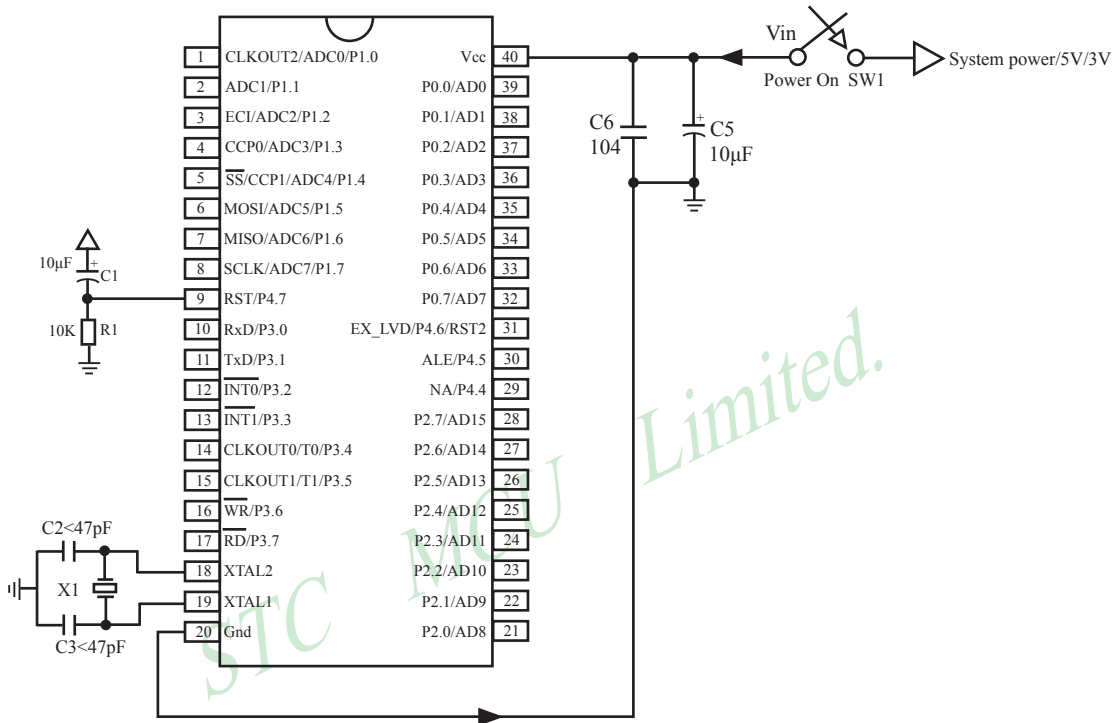 Vin
Power On SW1
System power/5V/3V
1 CLKOUT2/ADC0/P1.0
2 ADC1/P1.1
3 ECI/ADC2/P1.2
4 CCP0/ADC3/P1.3
5 SS/CCP1/ADC4/P1.4
6 MOSI/ADC5/P1.5
7 MISO/ADC6/P1.6
8 SCLK/ADC7/P1.7
9 RST/P4.7
10 RxD/P3.0
11 TxD/P3.1
12 INT0/P3.2
13 INT1/P3.3
14 CLKOUT0/T0/P3.4
15 CLKOUT1/T1/P3.5
16 WR/P3.6
17 RD/P3.7
18 XTAL2
19 XTAL1
20 Gnd
Vcc 40
P0.0/AD0 39
P0.1/AD1 38
P0.2/AD2 37
P0.3/AD3 36
P0.4/AD4 35
P0.5/AD5 34
P0.6/AD6 33
P0.7/AD7 32
EX_LVD/P4.6/RST2 31
ALE/P4.5 30
NA/P4.4 29
P2.7/AD15 28
P2.6/AD14 27
P2.5/AD13 26
P2.4/AD12 25
P2.3/AD11 24
P2.2/AD10 23
P2.1/AD9 22
P2.0/AD8 21
C6
104
+
C5
10μF
10μF
+
C1
10K
R1
C2<47pF
X1
C3<47pF
STC MCU Limited.